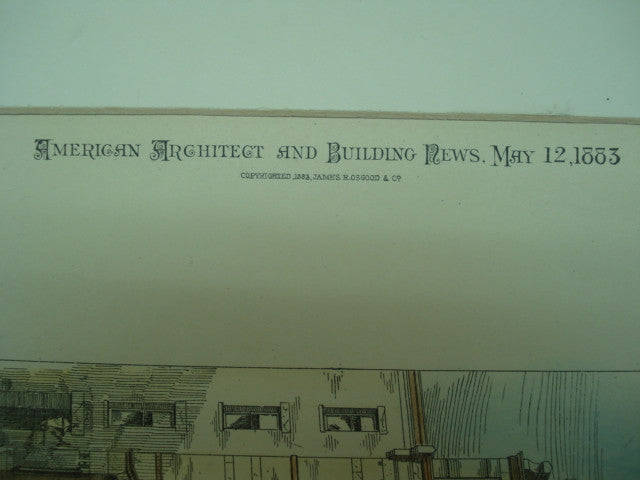 AMERICAN ARCHITECT AND BUILDING NEWS. MAY 12, 1883
COPYRIGHTED, 1883, JAMES R. OSGOOD & CO